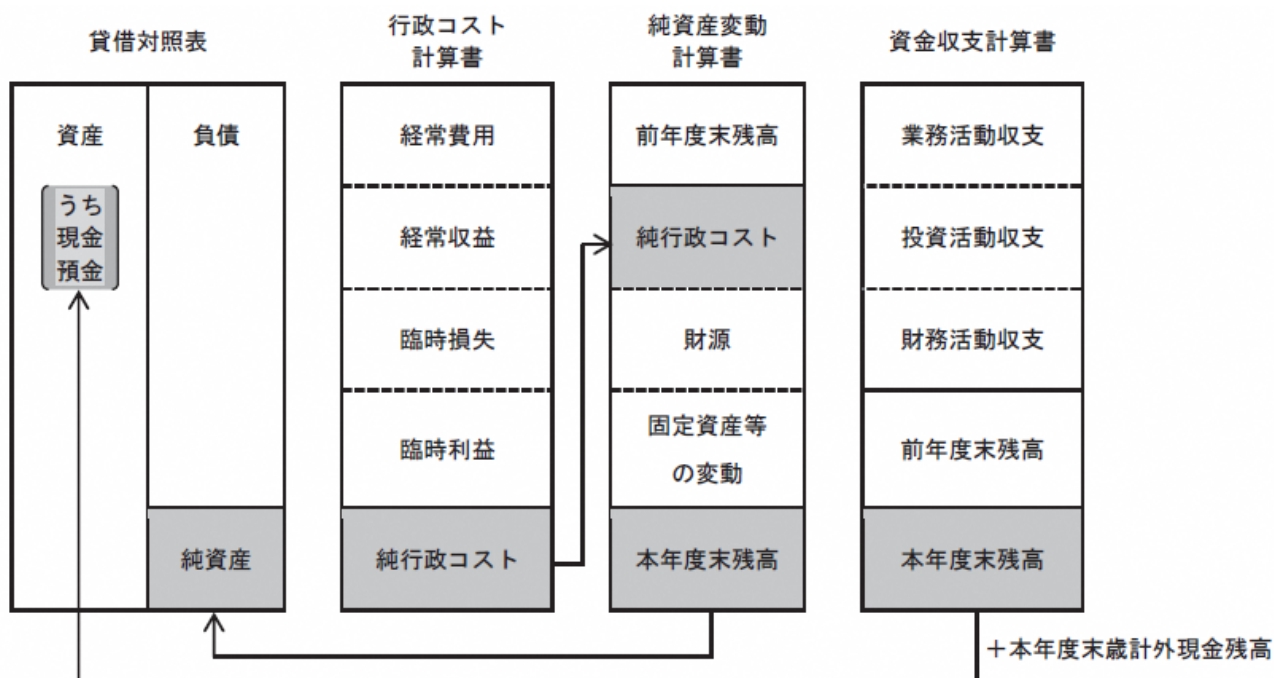 貸借対照表
行政コスト
計算書
純資産変動
計算書
資金収支計算書
資産
うち
現金
預金
負債
純資産
経常費用
経常収益
臨時損失
臨時利益
純行政コスト
前年度末残高
純行政コスト
財源
固定資産等
の変動
本年度末残高
業務活動収支
投資活動収支
財務活動収支
前年度末残高
本年度末残高
+本年度末歳計外現金残高